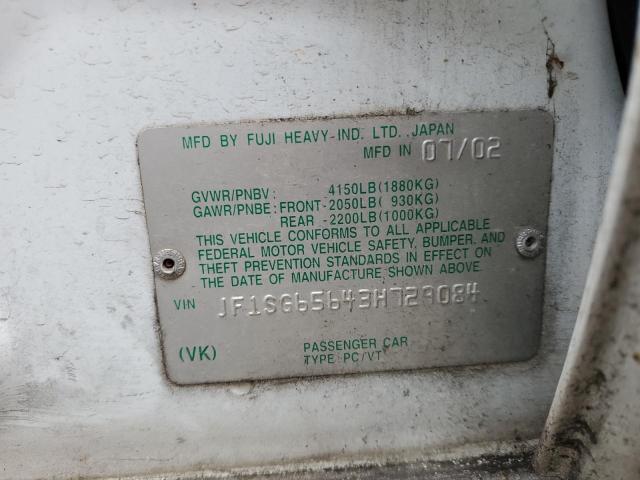 MFD BY FUJI HEAVY-IND. LTD. JAPAN
MFD IN 07/02
GVWR/PNBV : 4150LB(1880KG)
GAWR/PNBE: FRONT-2050LB( 930KG)
REAR -2200LB(1000KG)
THIS VEHICLE CONFORMS TO ALL APPLICABLE
FEDERAL MOTOR VEHICLE SAFETY, BUMPER, AND
THEFT PREVENTION STANDARDS IN EFFECT ON
THE DATE OF MANUFACTURE SHOWN ABOVE.
VIN JF1SG65643H729084
(VK) PASSENGER CAR
TYPE PC/VT